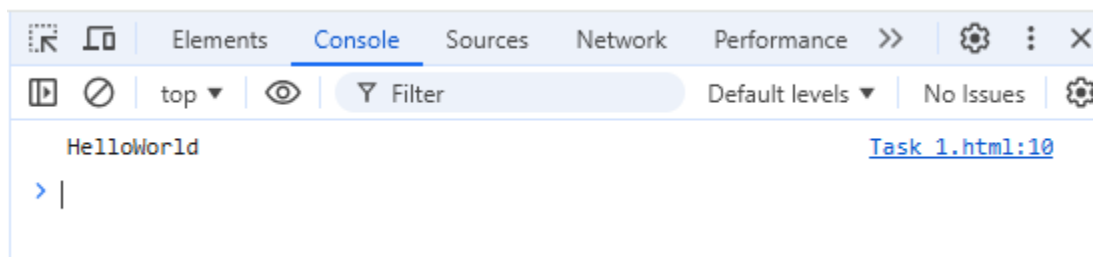 Elements Console Sources Network Performance
top Filter Default levels No Issues
HelloWorld Task 1.html:10